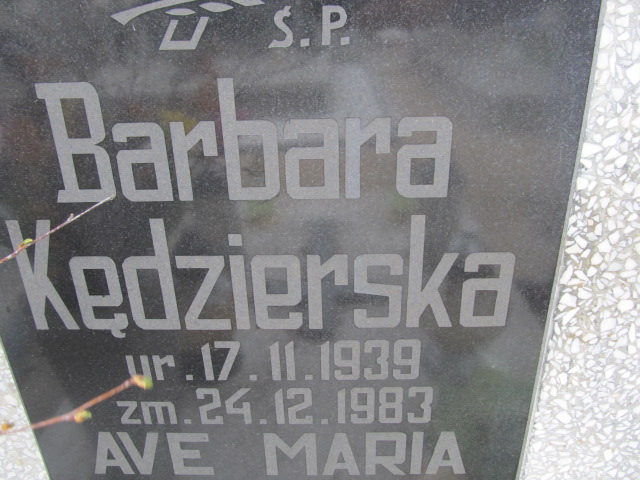 Ś.P.
Barbara
Kędzierska
ur.17.11.1939
zm.24.12.1983
AVE MARIA